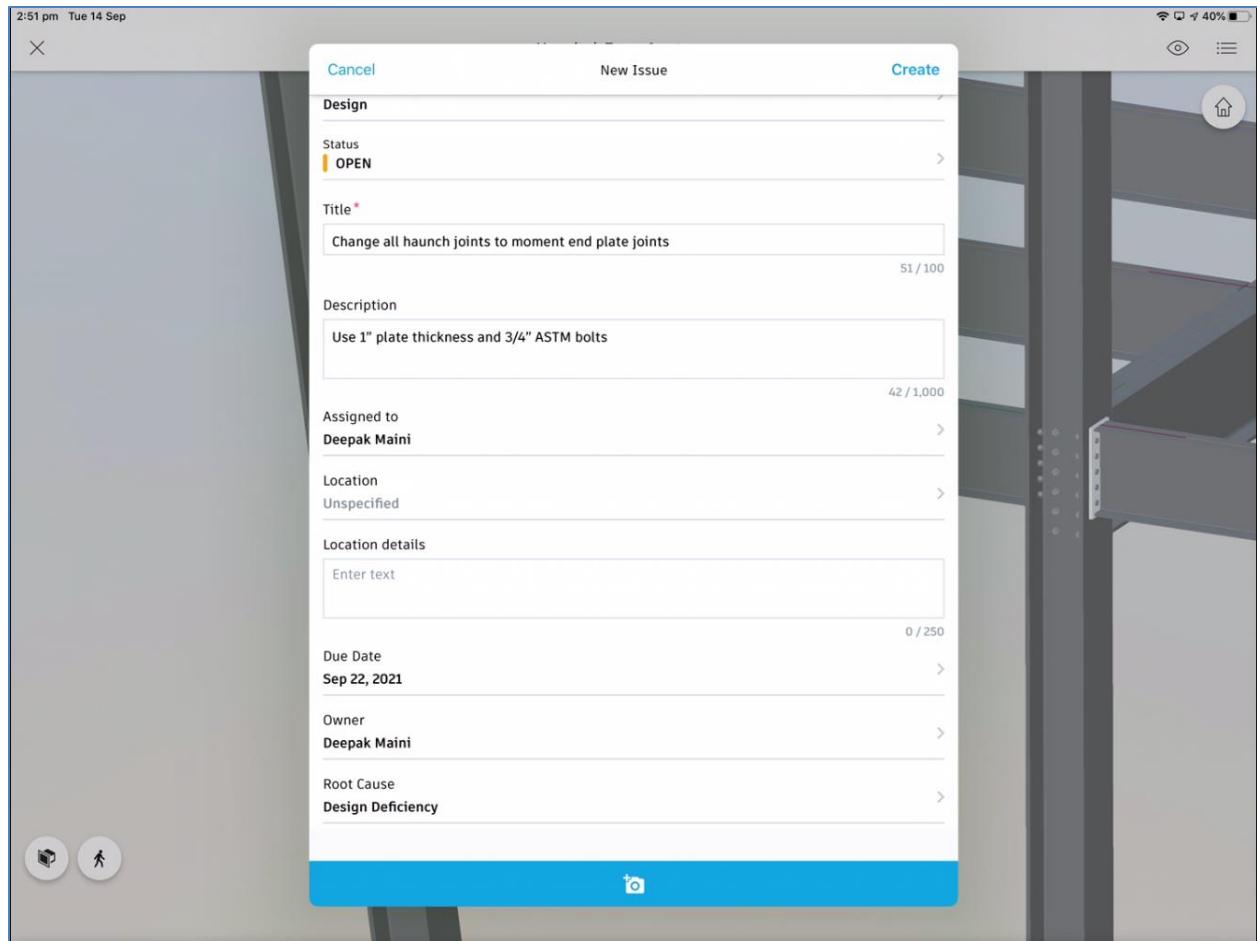 2:51 pm Tue 14 Sep
40%
Cancel
New Issue
Create
Design
Status
OPEN
Title*
Change all haunch joints to moment end plate joints
51 / 100
Description
Use 1" plate thickness and 3/4" ASTM bolts
42 / 1,000
Assigned to
Deepak Maini
Location
Unspecified
Location details
Enter text
0 / 250
Due Date
Sep 22, 2021
Owner
Deepak Maini
Root Cause
Design Deficiency